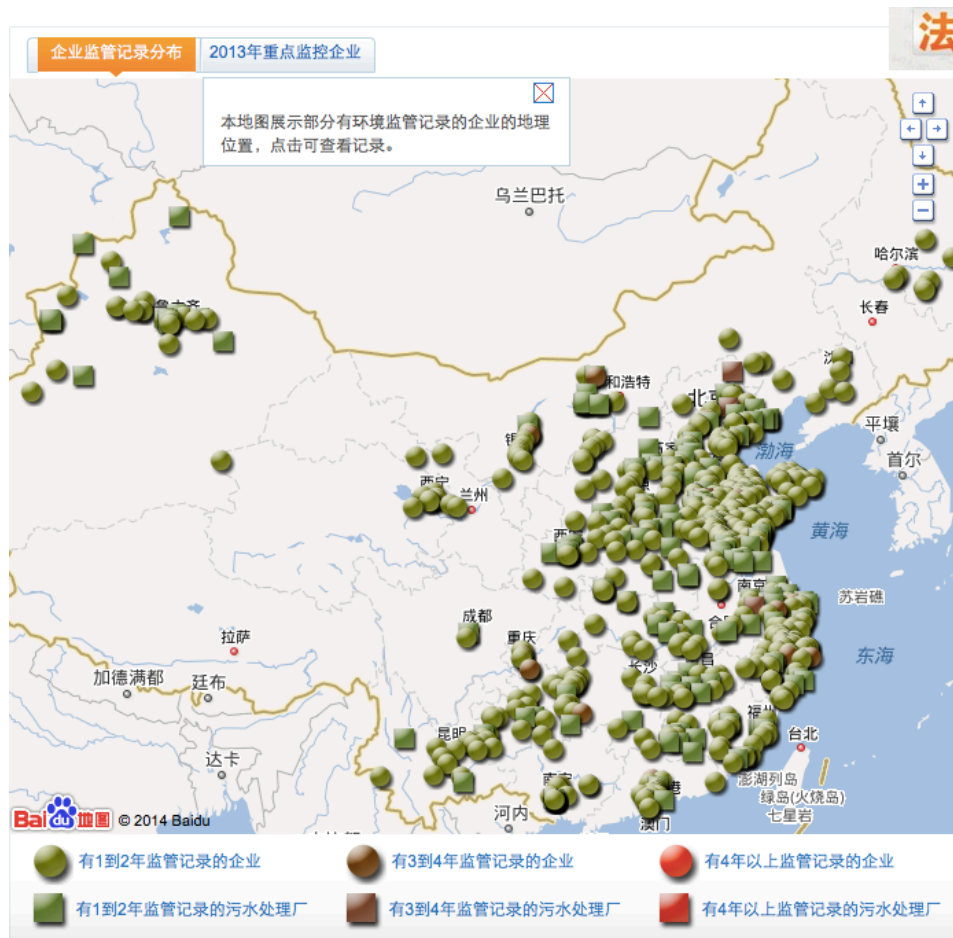 法
企业监管记录分布
2013年重点监控企业
本地图展示部分有环境监管记录的企业的地理
位置，点击可查看记录。
乌兰巴托
哈尔滨
长春
和浩特
北京
平壤
渤海
首尔
西宁
兰州
黄海
南京
苏岩礁
成都
重庆
拉萨
东海
长沙
加德满都
廷布
昆明
福州
台北
达卡
澎湖列岛
绿岛(火烧岛)
七星岩
河内
南宁
港
澳门
Bai du 地图 © 2014 Baidu
有1到2年监管记录的企业
有3到4年监管记录的企业
有4年以上监管记录的企业
有1到2年监管记录的污水处理厂
有3到4年监管记录的污水处理厂
有4年以上监管记录的污水处理厂